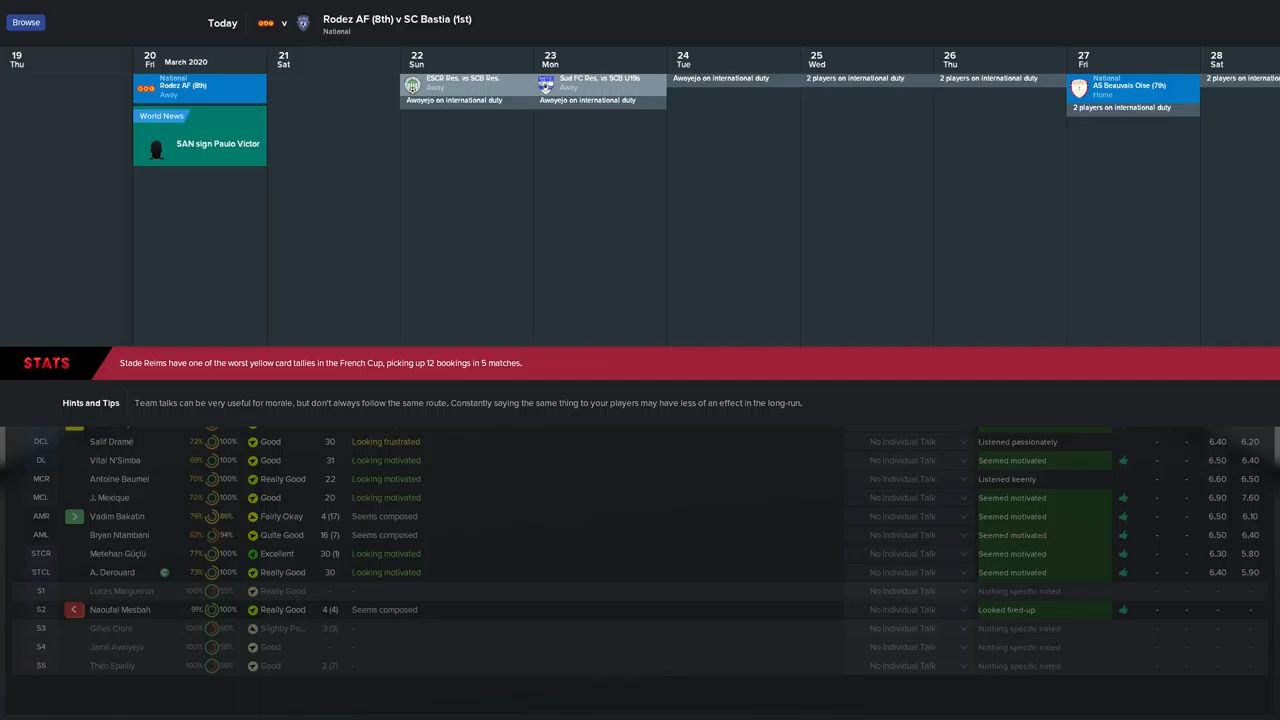 Browse
Today
v
Rodez AF (8th) v SC Bastia (1st)
National
19
Thu
20
Fri
March 2020
21
Sat
22
Sun
23
Mon
24
Tue
25
Wed
26
Thu
27
Fri
28
Sat
National
Rodez AF (8th)
Away
ESCR Res. vs SCB Res.
Away
Awoyejo on international duty
Sud FC Res. vs SCB U19s
Away
Awoyejo on international duty
Awoyejo on international duty
2 players on international duty
2 players on international duty
National
AS Beauvais Oise (7th)
Home
2 players on international duty
2 players on inter
World News
SAN sign Paulo Victor
STATS
Stade Reims have one of the worst yellow card tallies in the French Cup, picking up 12 bookings in 5 matches.
Hints and Tips
Team talks can be very useful for morale, but don't always follow the same route. Constantly saying the same thing to your players may have less of an effect in the long-run.
DCL Salif Dramé 72% 100% Good 30 Looking frustrated No Individual Talk Listened passionately - - 6.40 6.20
DL Vital N'Simba 69% 100% Good 31 Looking motivated No Individual Talk Seemed motivated - - 6.50 6.40
MCR Antoine Baumel 70% 100% Really Good 22 Looking motivated No Individual Talk Listened keenly - - 6.60 6.50
MCL J. Mexique 70% 100% Good 20 Looking motivated No Individual Talk Seemed motivated - - 6.90 7.60
AMR Vadim Bakatin 76% 86% Fairly Okay 4 (17) Seems composed No Individual Talk Seemed motivated - - 6.50 6.10
AML Bryan Ntambani 62% 94% Quite Good 16 (7) Seems composed No Individual Talk Seemed motivated - - 6.50 6.40
STCR Metehan Güçlü 77% 100% Excellent 30 (1) Looking motivated No Individual Talk Seemed motivated - - 6.30 5.80
STCL A. Derouard C 73% 100% Really Good 30 Looking motivated No Individual Talk Seemed motivated - - 6.40 5.90
S1 Lucas Margueron 100% 55% Really Good - - No Individual Talk Nothing specific noted - - - -
S2 Naoufal Mesbah 91% 100% Really Good 4 (4) Seems composed No Individual Talk Looked fired-up - - - -
S3 Gilles Cioni 100% 60% Slightly Po... 3 (3) - No Individual Talk Nothing specific noted - - - -
S4 Jamil Awoyejo 100% 58% Good - - No Individual Talk Nothing specific noted - - - -
S5 Théo Epailly 100% 56% Good 2 (7) - No Individual Talk Nothing specific noted - - - -